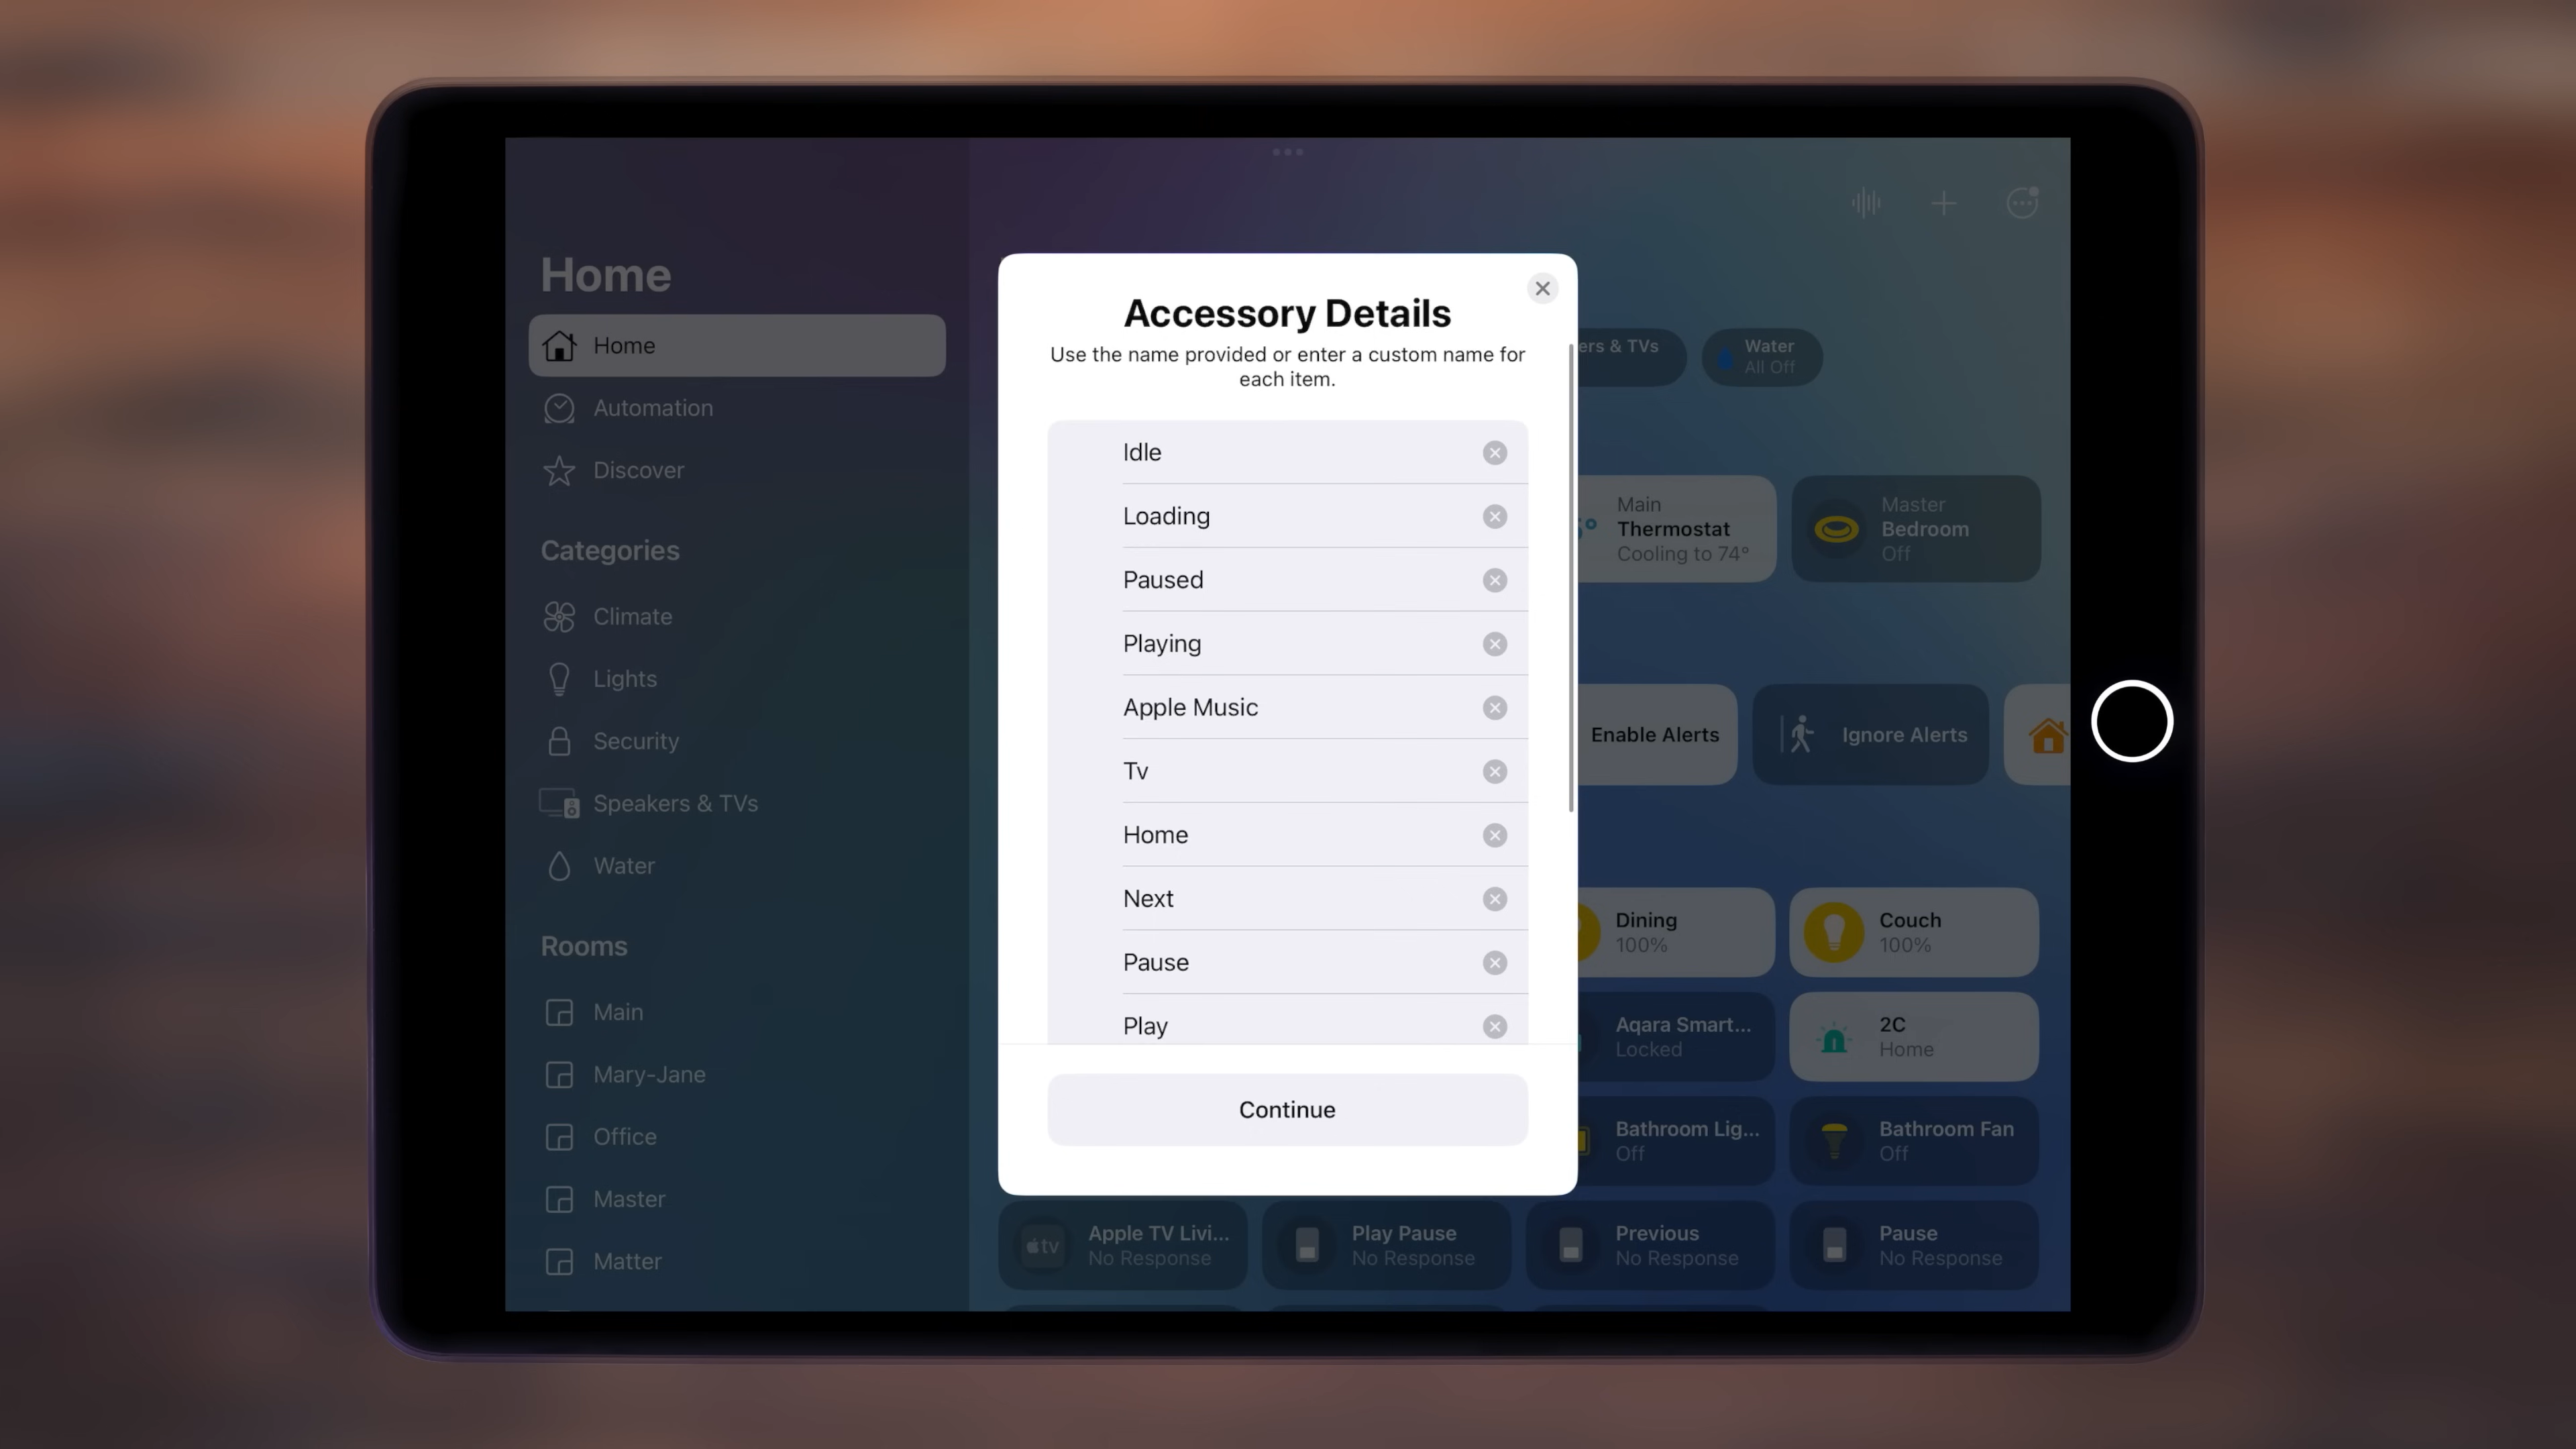 Home
Home
Automation
Discover
Categories
Climate
Lights
Security
Speakers & TVs
Water
Rooms
Main
Mary-Jane
Office
Master
Matter
Accessory Details
Use the name provided or enter a custom name for
each item.
Idle
Loading
Paused
Playing
Apple Music
Tv
Home
Next
Pause
Play
Continue
ers & TVs
Water
All Off
Main
Thermostat
Cooling to 74°
Master
Bedroom
Off
Enable Alerts
Ignore Alerts
Dining
100%
Couch
100%
Aqara Smart...
Locked
2C
Home
Bathroom Lig...
Off
Bathroom Fan
Off
tv
Apple TV Livi...
No Response
Play Pause
No Response
Previous
No Response
Pause
No Response